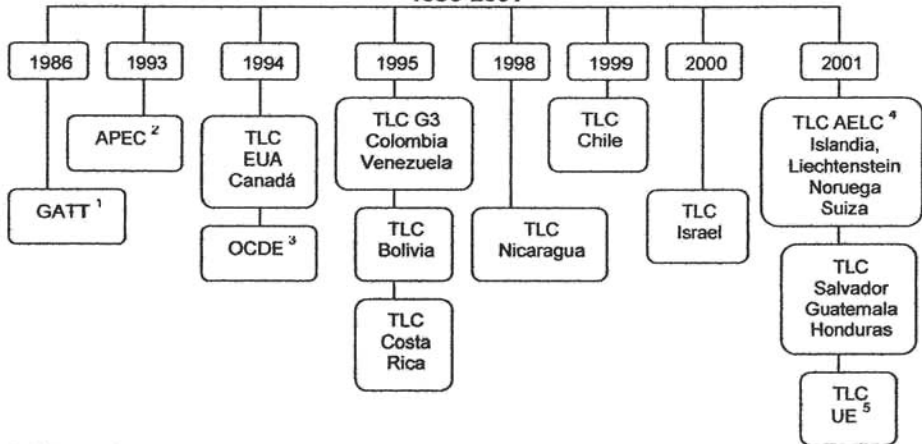 1986
1993
1994
1995
1998
1999
2000
2001
GATT ¹
APEC ²
TLC
EUA
Canadá
OCDE ³
TLC G3
Colombia
Venezuela
TLC
Bolivia
TLC
Costa
Rica
TLC
Nicaragua
TLC
Chile
TLC
Israel
TLC AELC ⁴
Islandia,
Liechtenstein
Noruega
Suiza
TLC
Salvador
Guatemala
Honduras
TLC
UE ⁵